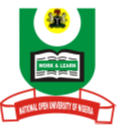 WORK & LEARN
NATIONAL OPEN UNIVERSITY OF NIGERIA